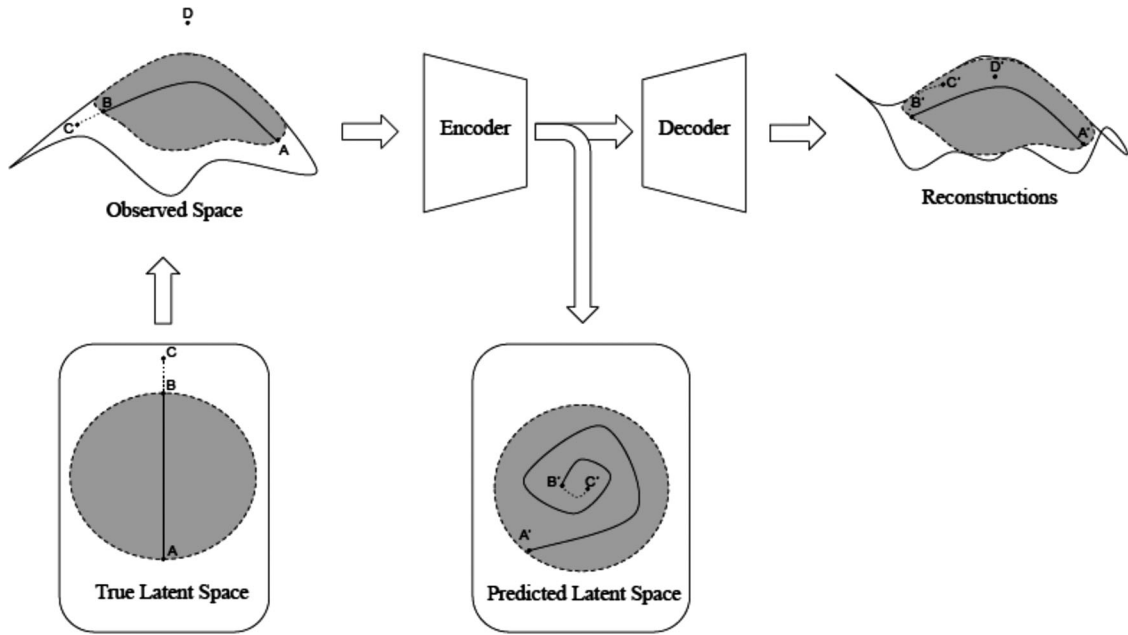 D
B
C
A
Observed Space
Encoder
Decoder
D'
C'
B'
A'
Reconstructions
C
B
A
True Latent Space
B'
C'
A'
Predicted Latent Space